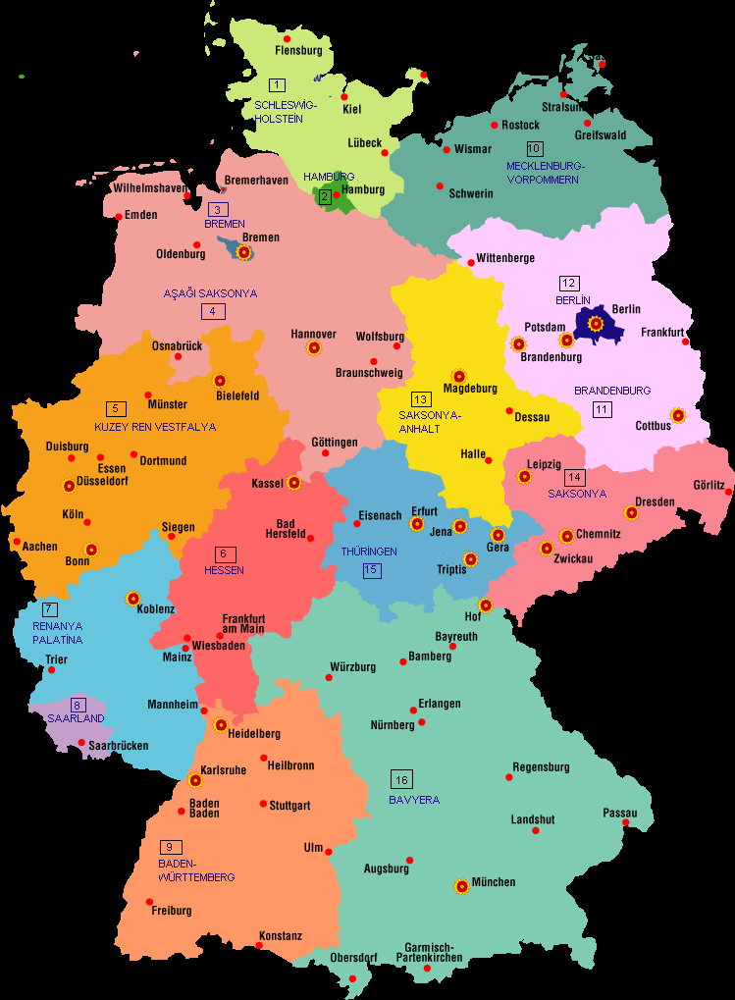 Flensburg
1
SCHLESWİG-
HOLSTEİN
Kiel
Lübeck
Sas
Stralsund
Rostock
Greifswald
Wismar
10
MECKLENBURG-
VORPOMMERN
Schwerin
HAMBURG
2
Hamburg
Bremerhaven
Wilhelmshaven
Emden
3
BREMEN
Bremen
Oldenburg
Wittenberge
12
BERLİN
Berlin
Potsdam
Brandenburg
Frankfurt
AŞAĞI SAKSONYA
4
Hannover
Wolfsburg
Braunschweig
Osnabrück
Bielefeld
Magdeburg
13
SAKSONYA-
ANHALT
Dessau
Halle
BRANDENBURG
11
Cottbus
5
Münster
KUZEY REN VESTFALYA
Duisburg
Essen
Dortmund
Düsseldorf
Köln
Aachen
Bonn
Siegen
Göttingen
Kassel
Bad
Hersfeld
6
HESSEN
Eisenach
Erfurt
Jena
Gera
THÜRİNGEN
15
Triptis
Leipzig
14
SAKSONYA
Görlitz
Dresden
Chemnitz
Zwickau
Hof
7
RENANYA
PALATİNA
Koblenz
Trier
Frankfurt
am Main
Wiesbaden
Mainz
8
SAARLAND
Saarbrücken
Mannheim
Bayreuth
Bamberg
Würzburg
Erlangen
Nürnberg
Heidelberg
Heilbronn
Karlsruhe
Baden
Baden
Stuttgart
16
BAVYERA
Regensburg
Passau
Landshut
9
BADEN-
WÜRTTEMBERG
Ulm
Augsburg
München
Freiburg
Konstanz
Obersdorf
Garmisch-
Partenkirchen